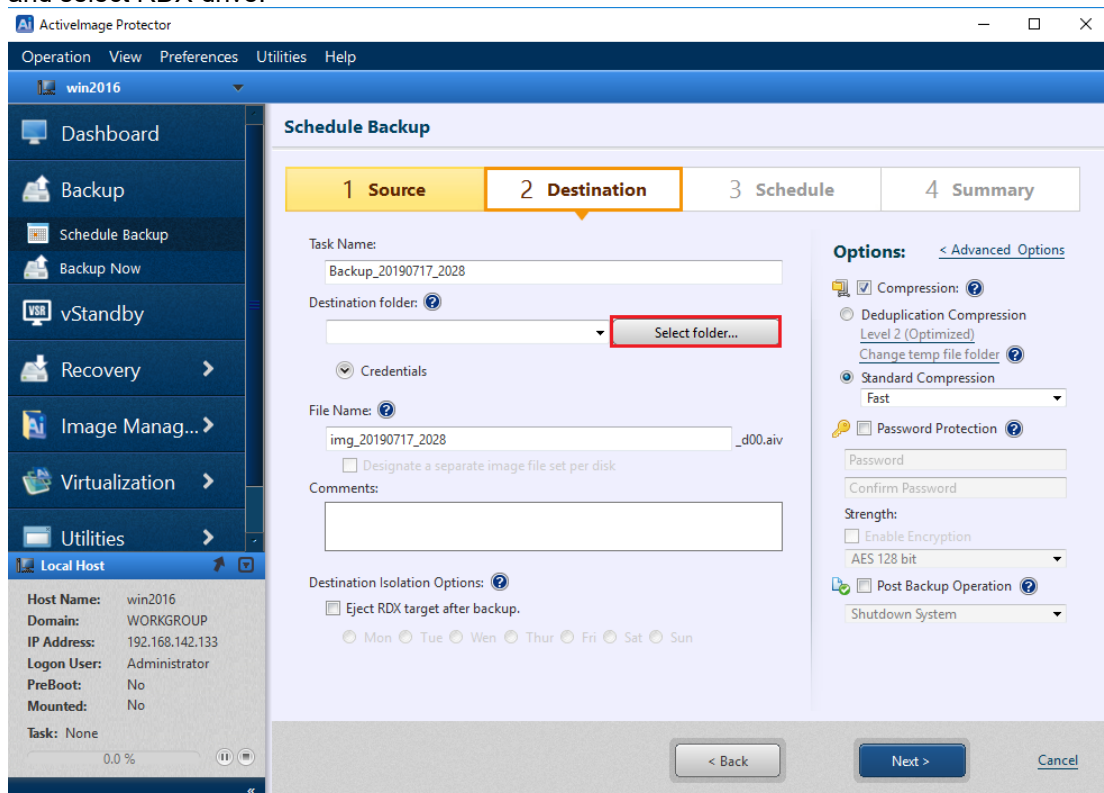 and select RDX drive.
ActiveImage Protector
Operation View Preferences Utilities Help
win2016
Dashboard
Backup
Schedule Backup
Backup Now
vStandby
Recovery
Image Manag...
Virtualization
Utilities
Local Host
Host Name: win2016
Domain: WORKGROUP
IP Address: 192.168.142.133
Logon User: Administrator
PreBoot: No
Mounted: No
Task: None
0.0 %
Schedule Backup
1 Source 2 Destination 3 Schedule 4 Summary
Task Name:
Backup_20190717_2028
Destination folder:
Select folder...
Credentials
File Name:
img_20190717_2028 _d00.aiv
Designate a separate image file set per disk
Comments:
Destination Isolation Options:
Eject RDX target after backup.
Mon Tue Wen Thur Fri Sat Sun
Options: < Advanced Options
Compression:
Deduplication Compression
Level 2 (Optimized)
Change temp file folder
Standard Compression
Fast
Password Protection
Password
Confirm Password
Strength:
Enable Encryption
AES 128 bit
Post Backup Operation
Shutdown System
< Back Next > Cancel